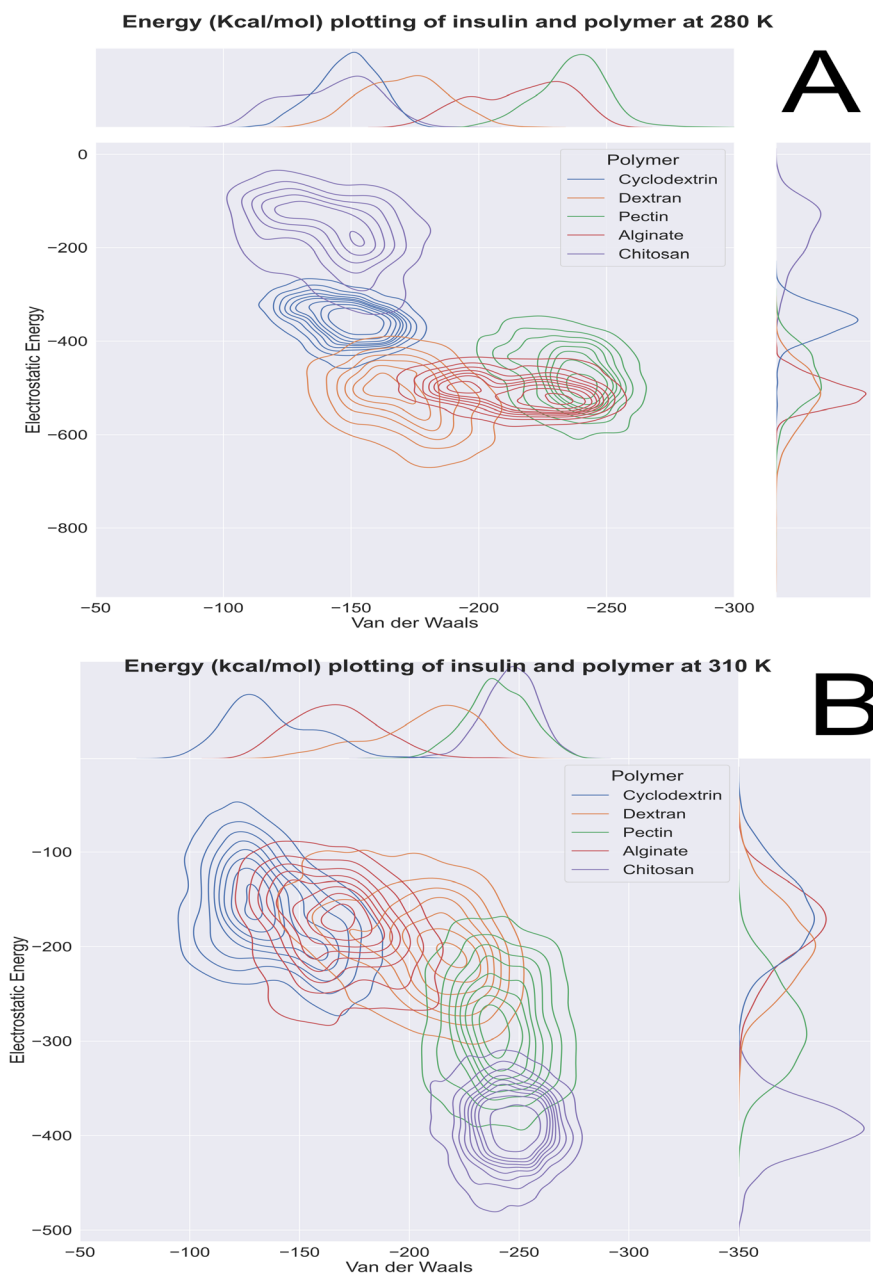 Energy (Kcal/mol) plotting of insulin and polymer at 280 K
A
Polymer
Cyclodextrin
Dextran
Pectin
Alginate
Chitosan
0
−200
−400
−600
−800
Electrostatic Energy
−50
−100
−150
−200
−250
−300
Van der Waals
Energy (kcal/mol) plotting of insulin and polymer at 310 K
B
Polymer
Cyclodextrin
Dextran
Pectin
Alginate
Chitosan
−100
−200
−300
−400
−500
Electrostatic Energy
−50
−100
−150
−200
−250
−300
−350
Van der Waals